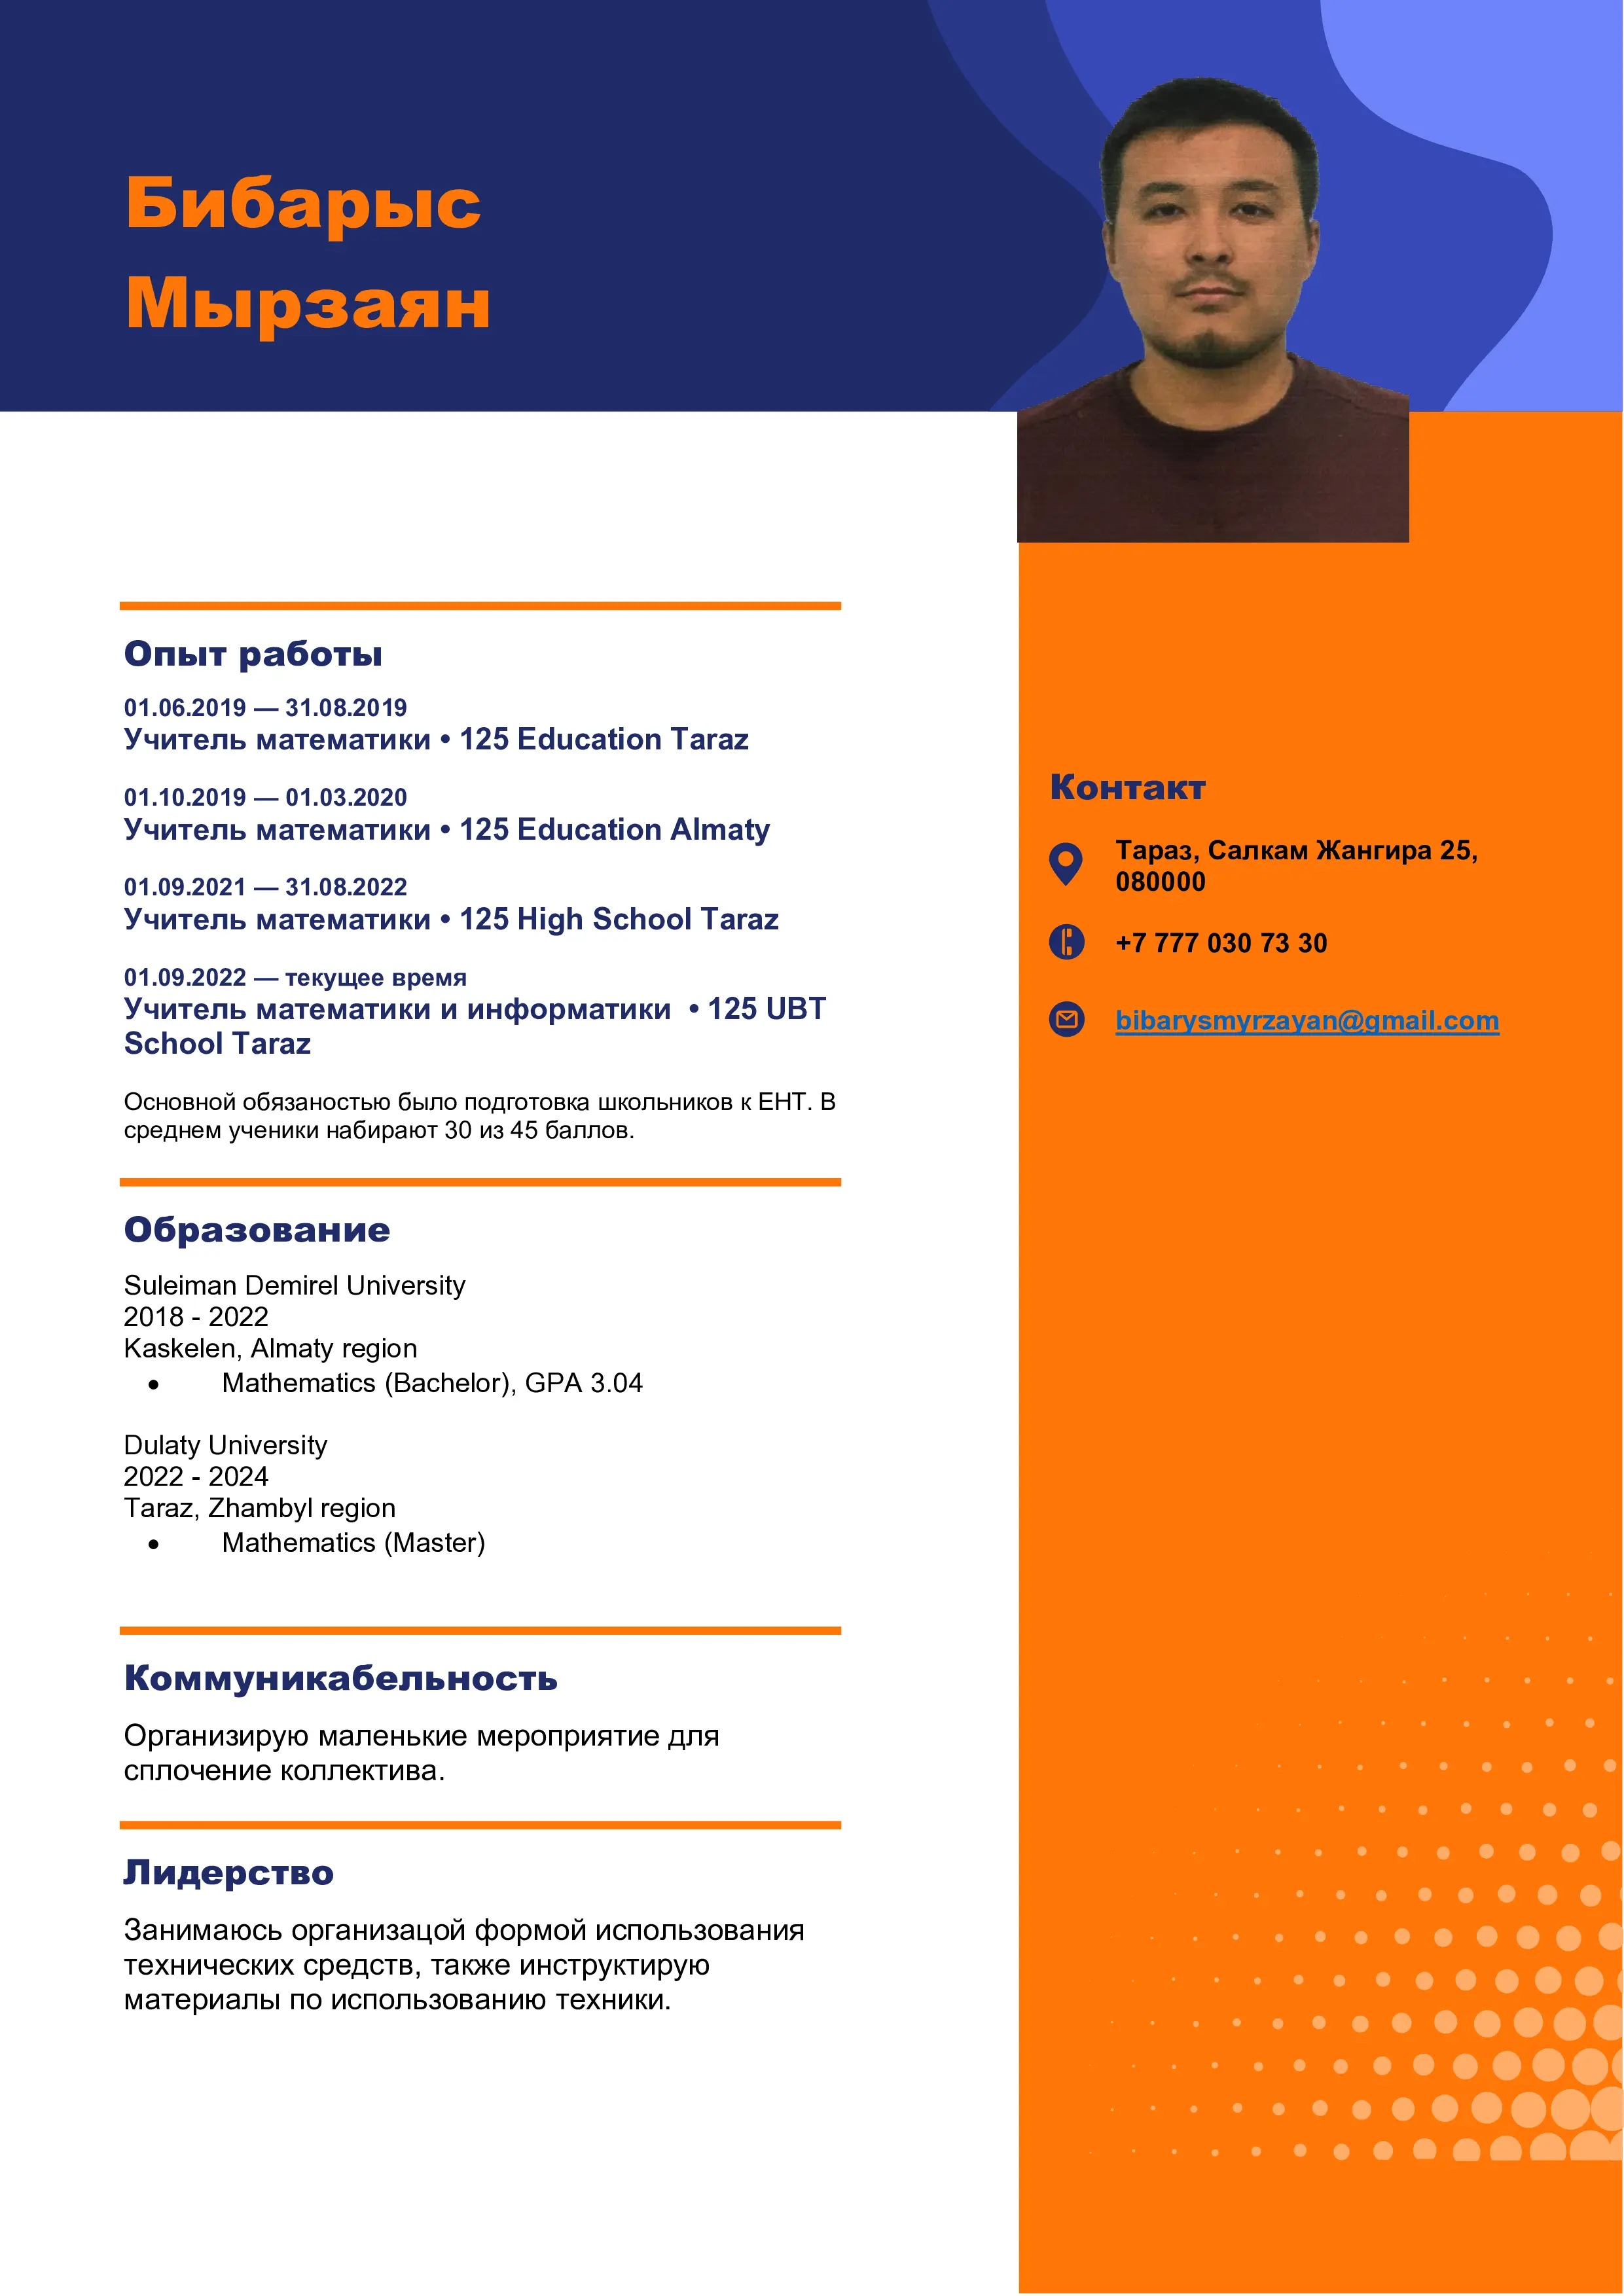 Бибарыс
Мырзаян
Опыт работы
01.06.2019 — 31.08.2019
Учитель математики • 125 Education Taraz
01.10.2019 — 01.03.2020
Учитель математики • 125 Education Almaty
01.09.2021 — 31.08.2022
Учитель математики • 125 High School Taraz
01.09.2022 — текущее время
Учитель математики и информатики • 125 UBT
School Taraz
Основной обязаностью было подготовка школьников к ЕНТ. В
среднем ученики набирают 30 из 45 баллов.
Образование
Suleiman Demirel University
2018 - 2022
Kaskelen, Almaty region
• Mathematics (Bachelor), GPA 3.04
Dulaty University
2022 - 2024
Taraz, Zhambyl region
• Mathematics (Master)
Коммуникабельность
Организирую маленькие мероприятие для
сплочение коллектива.
Лидерство
Занимаюсь организацой формой использования
технических средств, также инструктирую
материалы по использованию техники.
Контакт
Тараз, Салкам Жангира 25,
080000
+7 777 030 73 30
bibarysmyrzayan@gmail.com